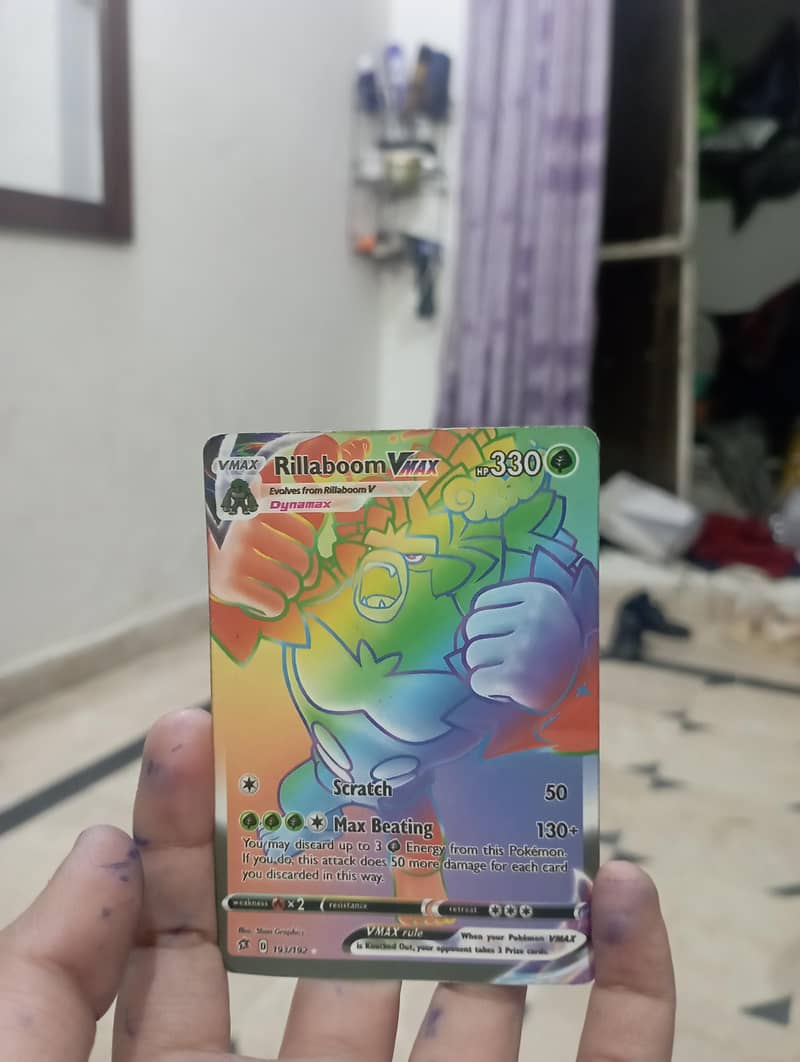 VMAX Rillaboom VMAX HP 330
Evolves from Rillaboom V
Dynamax
Scratch 50
Max Beating 130+
You may discard up to 3 Energy from this Pokémon.
If you do, this attack does 50 more damage for each card
you discarded in this way.
weakness ×2 resistance retreat
Illus. 5ban Graphics
VMAX rule When your Pokémon VMAX
D 193/192 is Knocked Out, your opponent takes 3 Prize cards.